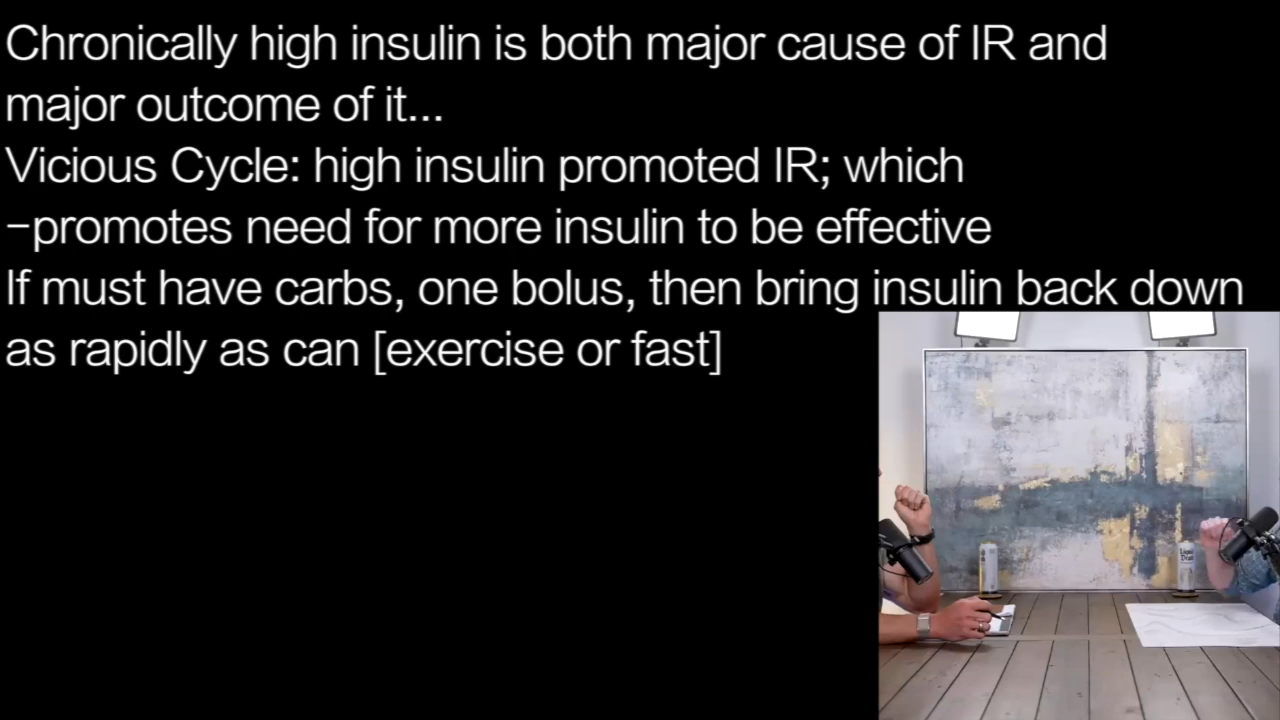 Chronically high insulin is both major cause of IR and
major outcome of it...
Vicious Cycle: high insulin promoted IR; which
–promotes need for more insulin to be effective
If must have carbs, one bolus, then bring insulin back down
as rapidly as can [exercise or fast]